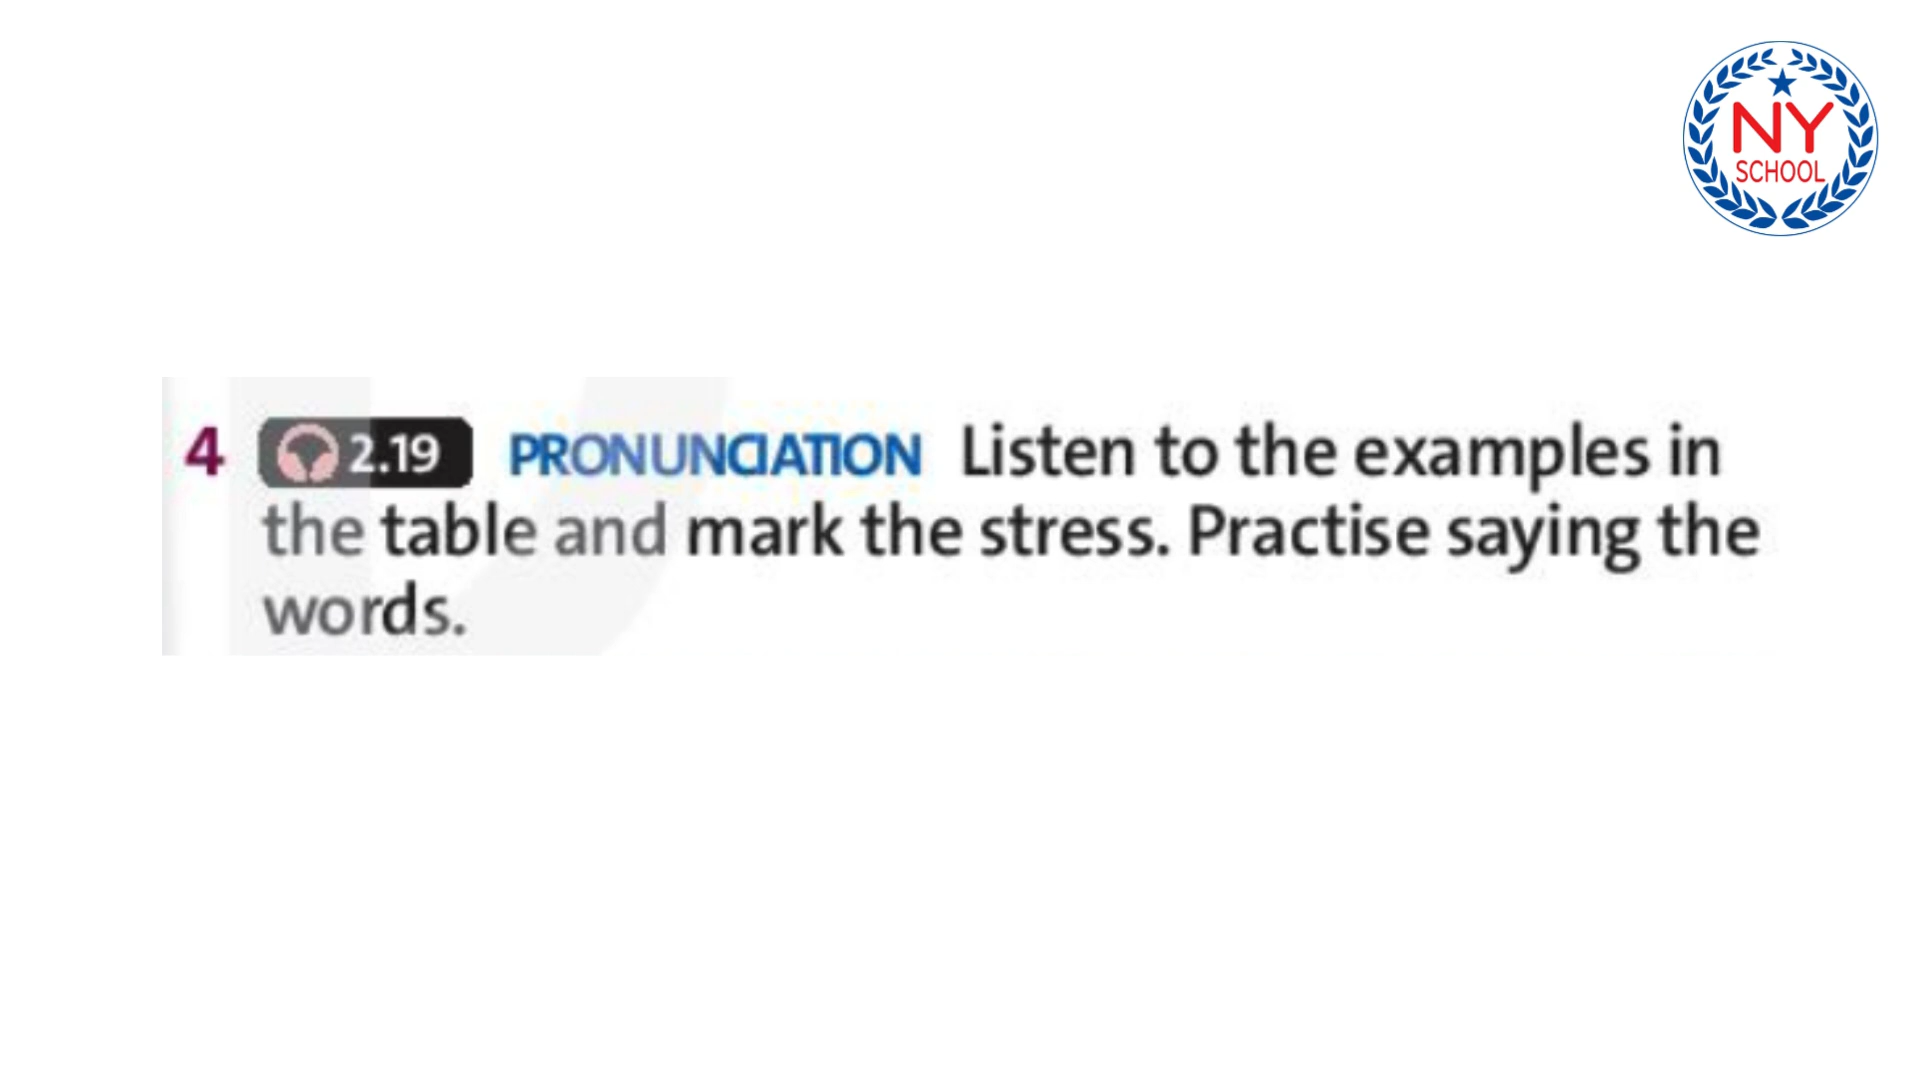 NY
SCHOOL
4 2.19 PRONUNCIATION Listen to the examples in
the table and mark the stress. Practise saying the
words.